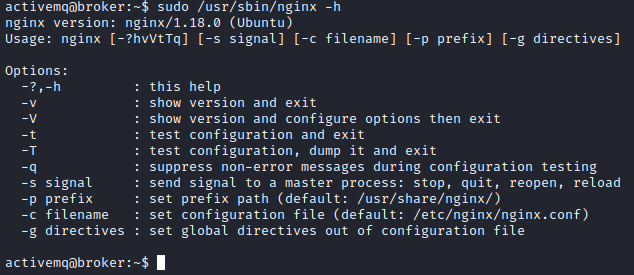 activemq@broker:~$ sudo /usr/sbin/nginx -h
nginx version: nginx/1.18.0 (Ubuntu)
Usage: nginx [-?hvVtTq] [-s signal] [-c filename] [-p prefix] [-g directives]
Options:
-?,-h : this help
-v : show version and exit
-V : show version and configure options then exit
-t : test configuration and exit
-T : test configuration, dump it and exit
-q : suppress non-error messages during configuration testing
-s signal : send signal to a master process: stop, quit, reopen, reload
-p prefix : set prefix path (default: /usr/share/nginx/)
-c filename : set configuration file (default: /etc/nginx/nginx.conf)
-g directives : set global directives out of configuration file
activemq@broker:~$